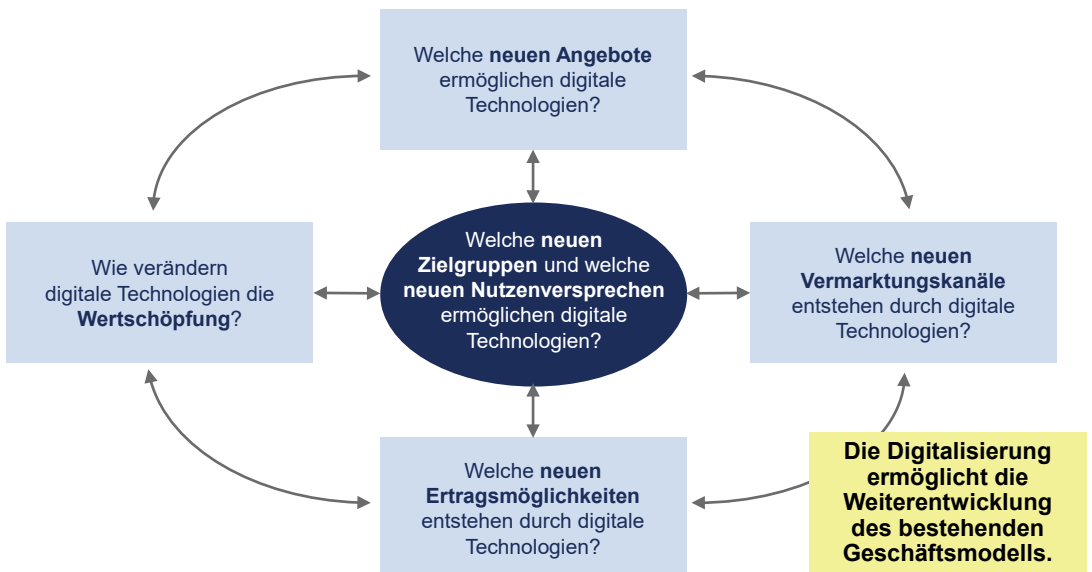 Welche neuen Angebote
ermöglichen digitale
Technologien?
Wie verändern
digitale Technologien die
Wertschöpfung?
Welche neuen
Zielgruppen und welche
neuen Nutzenversprechen
ermöglichen digitale
Technologien?
Welche neuen
Vermarktungskanäle
entstehen durch digitale
Technologien?
Welche neuen
Ertragsmöglichkeiten
entstehen durch digitale
Technologien?
Die Digitalisierung
ermöglicht die
Weiterentwicklung
des bestehenden
Geschäftsmodells.